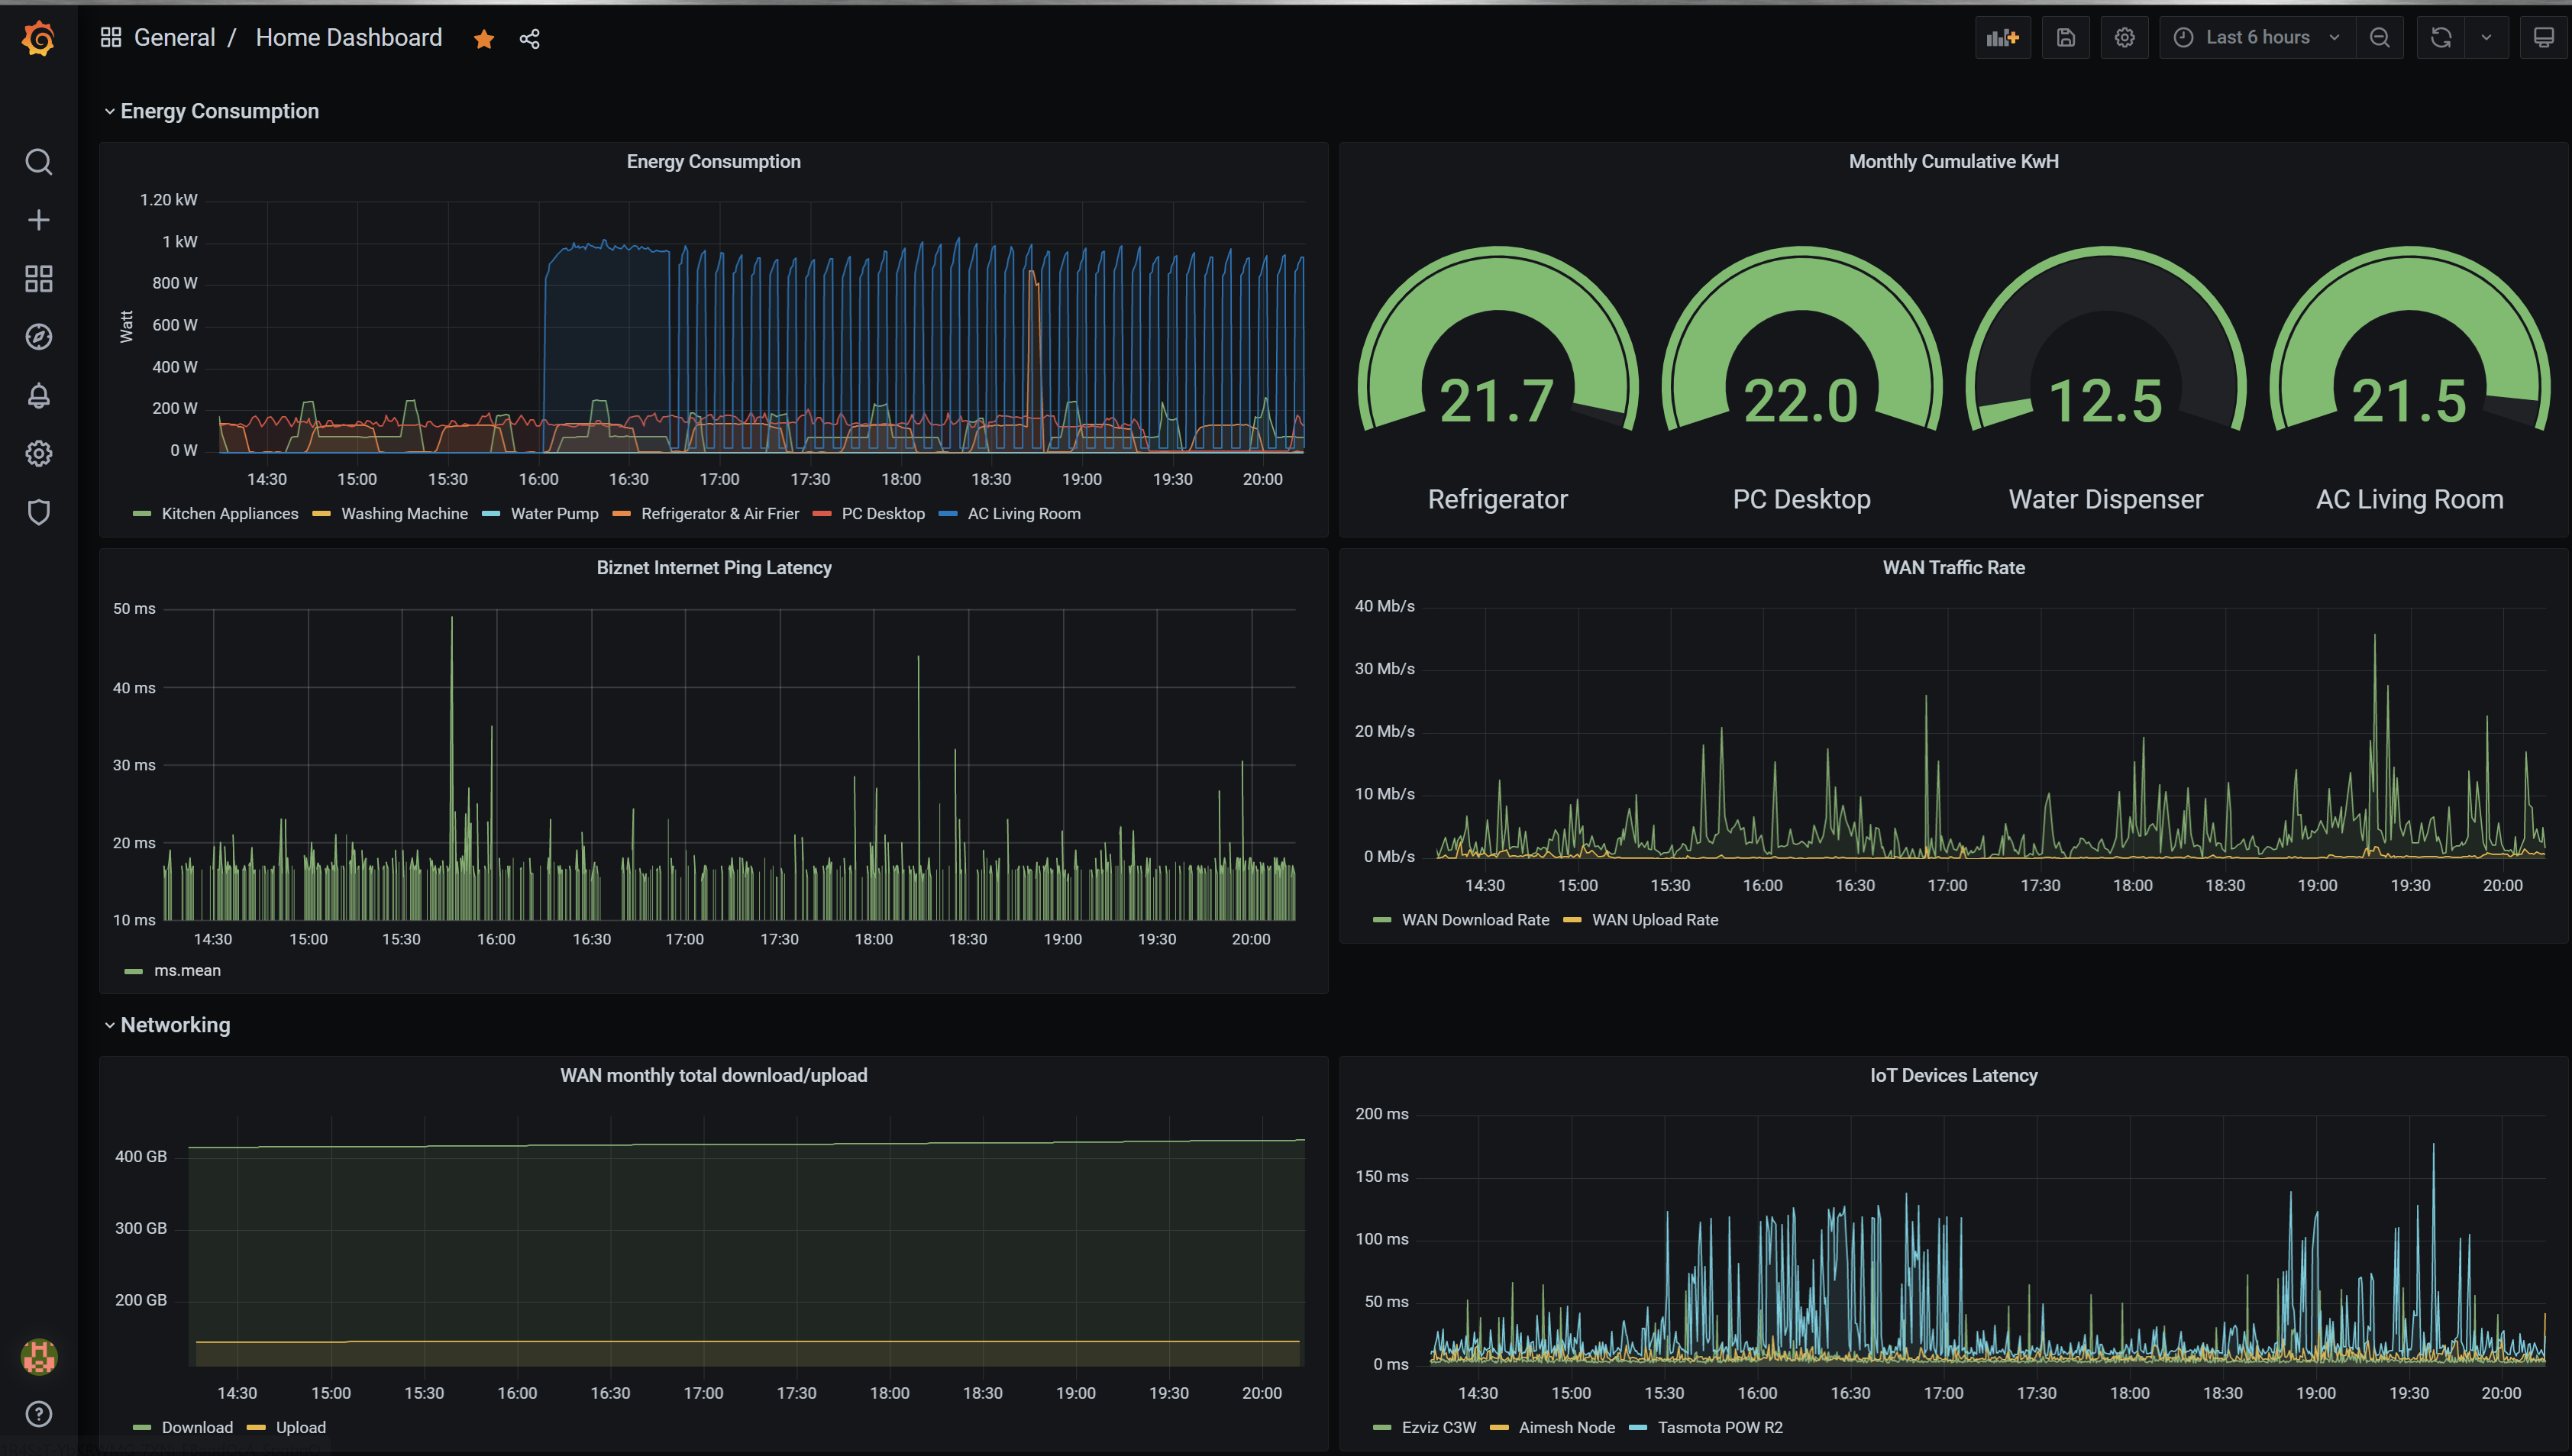 General / Home Dashboard
Last 6 hours
Energy Consumption
Energy Consumption
1.20 kW
1 kW
800 W
600 W
400 W
200 W
0 W
Watt
14:30 15:00 15:30 16:00 16:30 17:00 17:30 18:00 18:30 19:00 19:30 20:00
Kitchen Appliances Washing Machine Water Pump Refrigerator & Air Frier PC Desktop AC Living Room
Monthly Cumulative KwH
21.7 22.0 12.5 21.5
Refrigerator PC Desktop Water Dispenser AC Living Room
Biznet Internet Ping Latency
50 ms
40 ms
30 ms
20 ms
10 ms
14:30 15:00 15:30 16:00 16:30 17:00 17:30 18:00 18:30 19:00 19:30 20:00
ms.mean
WAN Traffic Rate
40 Mb/s
30 Mb/s
20 Mb/s
10 Mb/s
0 Mb/s
14:30 15:00 15:30 16:00 16:30 17:00 17:30 18:00 18:30 19:00 19:30 20:00
WAN Download Rate WAN Upload Rate
Networking
WAN monthly total download/upload
400 GB
300 GB
200 GB
14:30 15:00 15:30 16:00 16:30 17:00 17:30 18:00 18:30 19:00 19:30 20:00
Download Upload
IoT Devices Latency
200 ms
150 ms
100 ms
50 ms
0 ms
14:30 15:00 15:30 16:00 16:30 17:00 17:30 18:00 18:30 19:00 19:30 20:00
Ezviz C3W Aimesh Node Tasmota POW R2